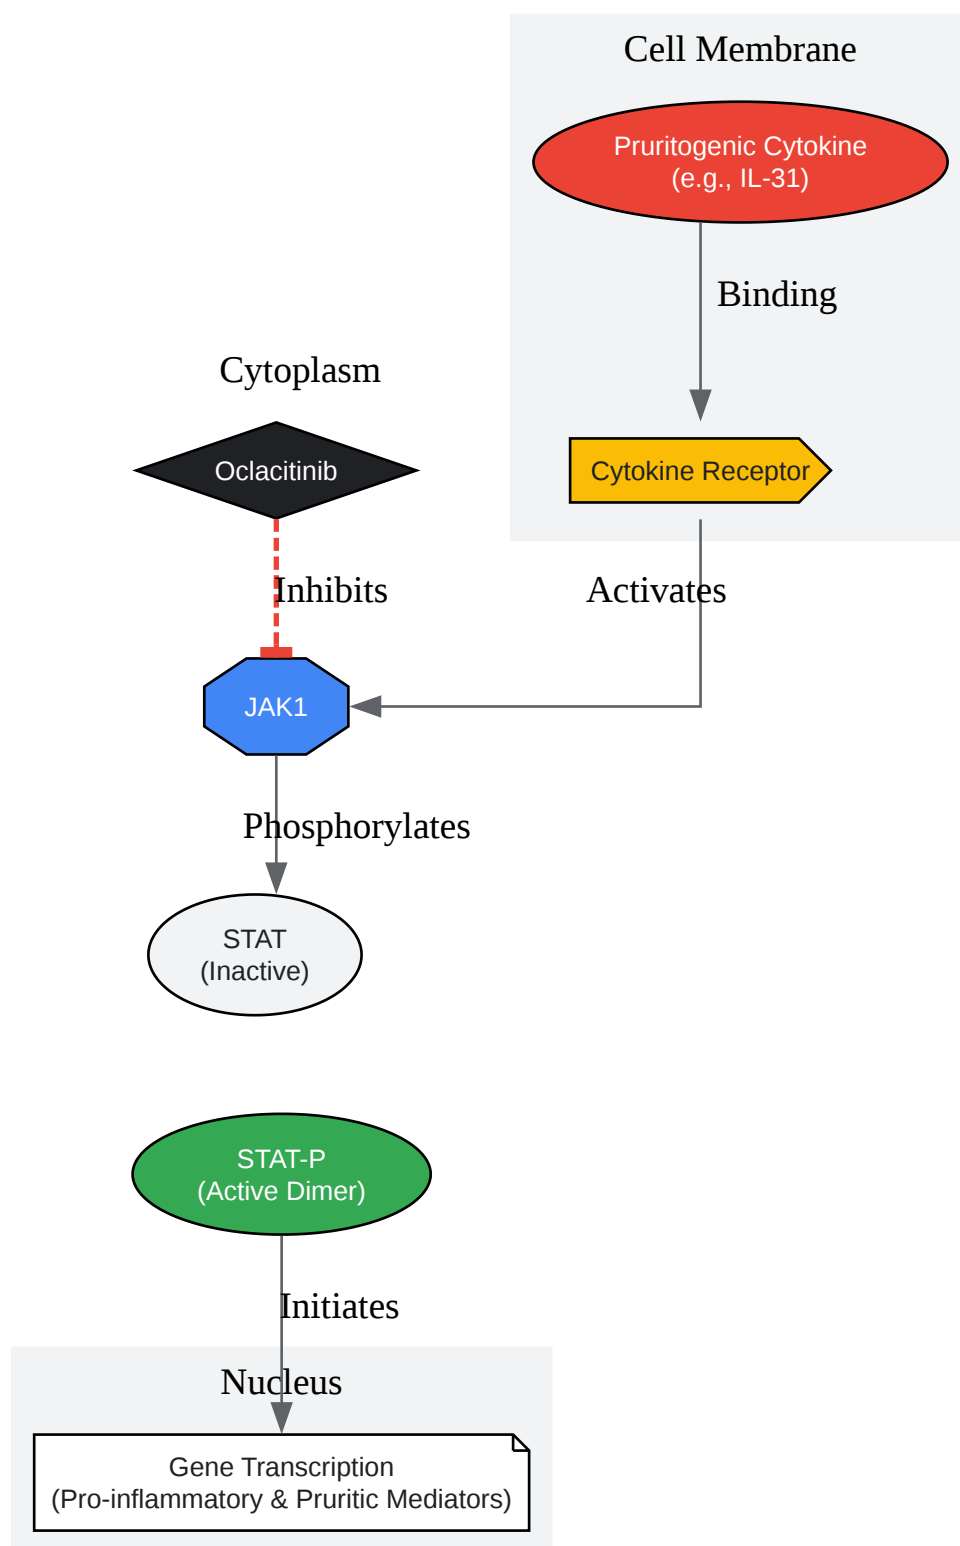 Cell Membrane
Pruritogenic Cytokine
(e.g., IL-31)
Binding
Cytoplasm
Oclacitinib
Cytokine Receptor
Inhibits
Activates
JAK1
Phosphorylates
STAT
(Inactive)
STAT-P
(Active Dimer)
Initiates
Nucleus
Gene Transcription
(Pro-inflammatory & Pruritic Mediators)